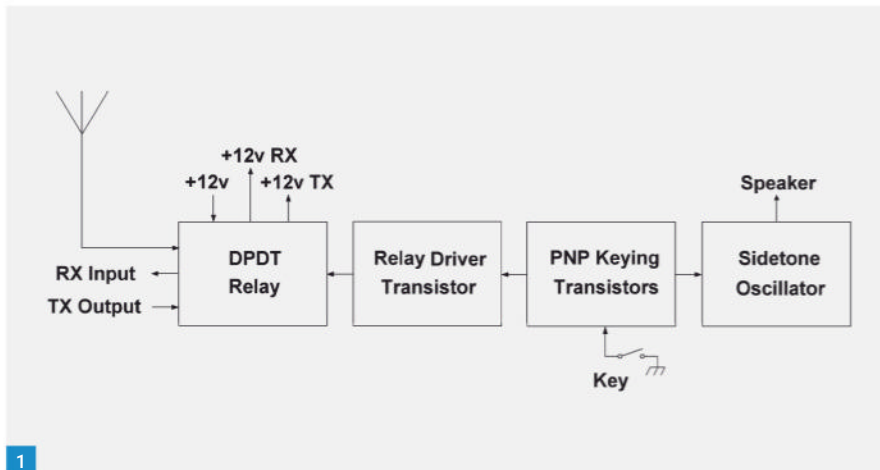 +12v RX
+12v
+12v TX
Speaker
DPDT
Relay
Relay Driver
Transistor
PNP Keying
Transistors
Sidetone
Oscillator
RX Input
TX Output
Key
1